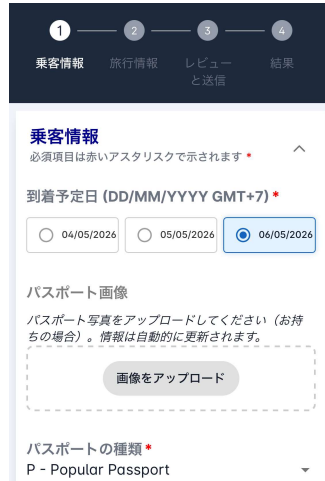 1 2 3 4
乗客情報 旅行情報 レビュー と送信 結果
乗客情報
必須項目は赤いアスタリスクで示されます *
到着予定日 (DD/MM/YYYY GMT+7) *
04/05/2026 05/05/2026 06/05/2026
パスポート画像
パスポート写真をアップロードしてください（お持
ちの場合）。情報は自動的に更新されます。
画像をアップロード
パスポートの種類 *
P - Popular Passport